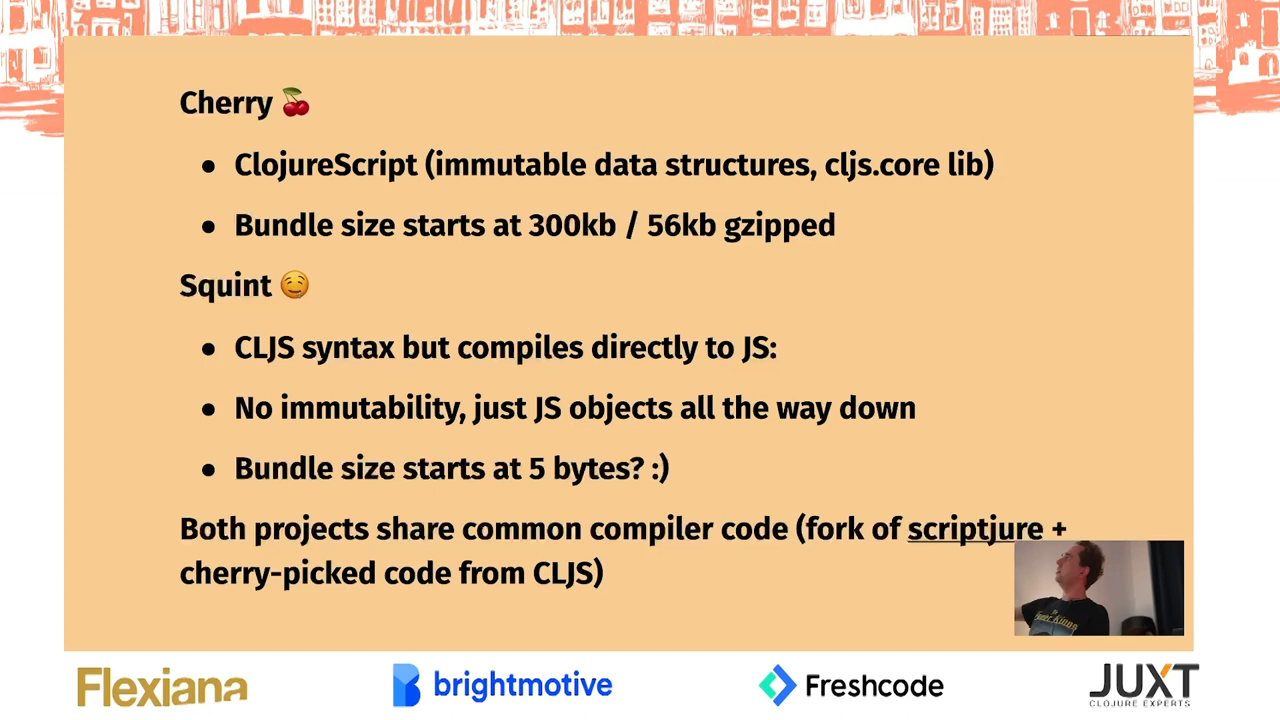 Cherry 🍒
● ClojureScript (immutable data structures, cljs.core lib)
● Bundle size starts at 300kb / 56kb gzipped
Squint 🤤
● CLJS syntax but compiles directly to JS:
● No immutability, just JS objects all the way down
● Bundle size starts at 5 bytes? :)
Both projects share common compiler code (fork of scriptjure +
cherry-picked code from CLJS)
Flexiana
brightmotive
Freshcode
JUXT
CLOJURE EXPERTS